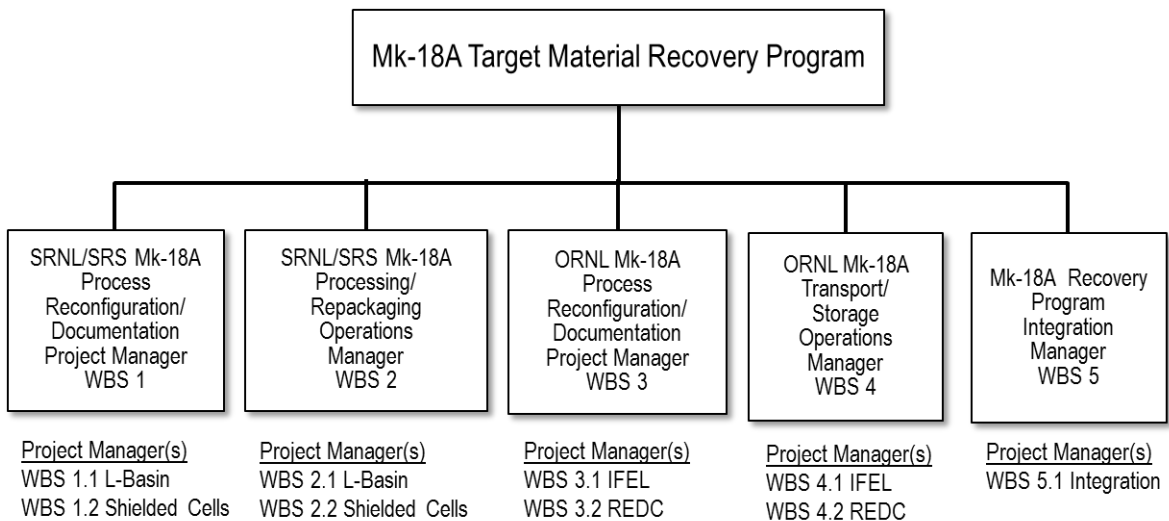 Mk-18A Target Material Recovery Program
SRNL/SRS Mk-18A
Process
Reconfiguration/
Documentation
Project Manager
WBS 1
SRNL/SRS Mk-18A
Processing/
Repackaging
Operations
Manager
WBS 2
ORNL Mk-18A
Process
Reconfiguration/
Documentation
Project Manager
WBS 3
ORNL Mk-18A
Transport/
Storage
Operations
Manager
WBS 4
Mk-18A Recovery
Program
Integration
Manager
WBS 5
Project Manager(s)
WBS 1.1 L-Basin
WBS 1.2 Shielded Cells
Project Manager(s)
WBS 2.1 L-Basin
WBS 2.2 Shielded Cells
Project Manager(s)
WBS 3.1 IFEL
WBS 3.2 REDC
Project Manager(s)
WBS 4.1 IFEL
WBS 4.2 REDC
Project Manager(s)
WBS 5.1 Integration